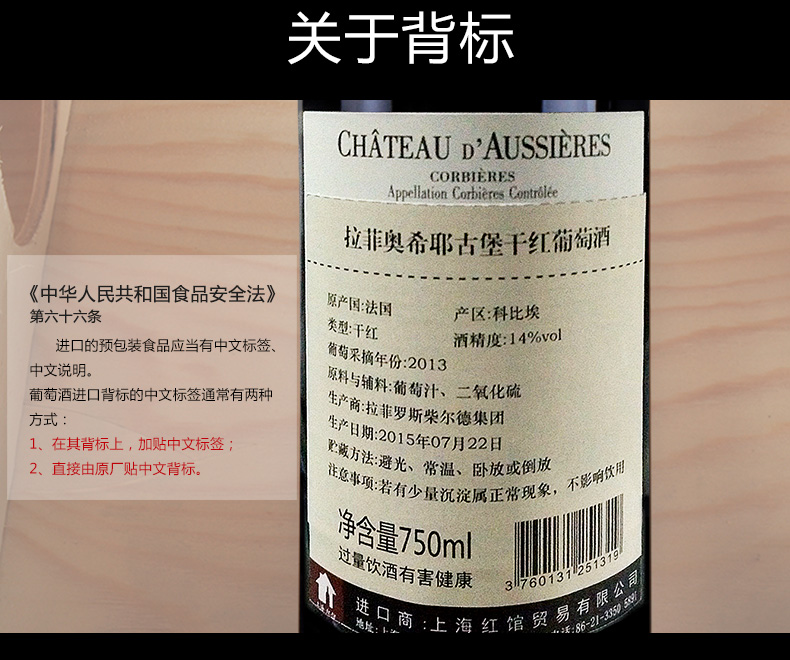 关于背标
《中华人民共和国食品安全法》
第六十六条
进口的预包装食品应当有中文标签、
中文说明。
葡萄酒进口背标的中文标签通常有两种
方式：
1、在其背标上，加贴中文标签；
2、直接由原厂贴中文背标。
CHÂTEAU D'AUSSIÈRES
CORBIÈRES
Appellation Corbières Contrôlée
拉菲奥希耶古堡干红葡萄酒
原产国:法国 产区:科比埃
类型:干红 酒精度:14%vol
葡萄采摘年份:2013
原料与辅料:葡萄汁、二氧化硫
生产商:拉菲罗斯柴尔德集团
生产日期:2015年07月22日
贮藏方法:避光、常温、卧放或倒放
注意事项:若有少量沉淀属正常现象，不影响饮用
净含量750ml
过量饮酒有害健康
3 760131 251319
进口商:上海红馆贸易有限公司
地址:上 电话:86-21-3350 5891